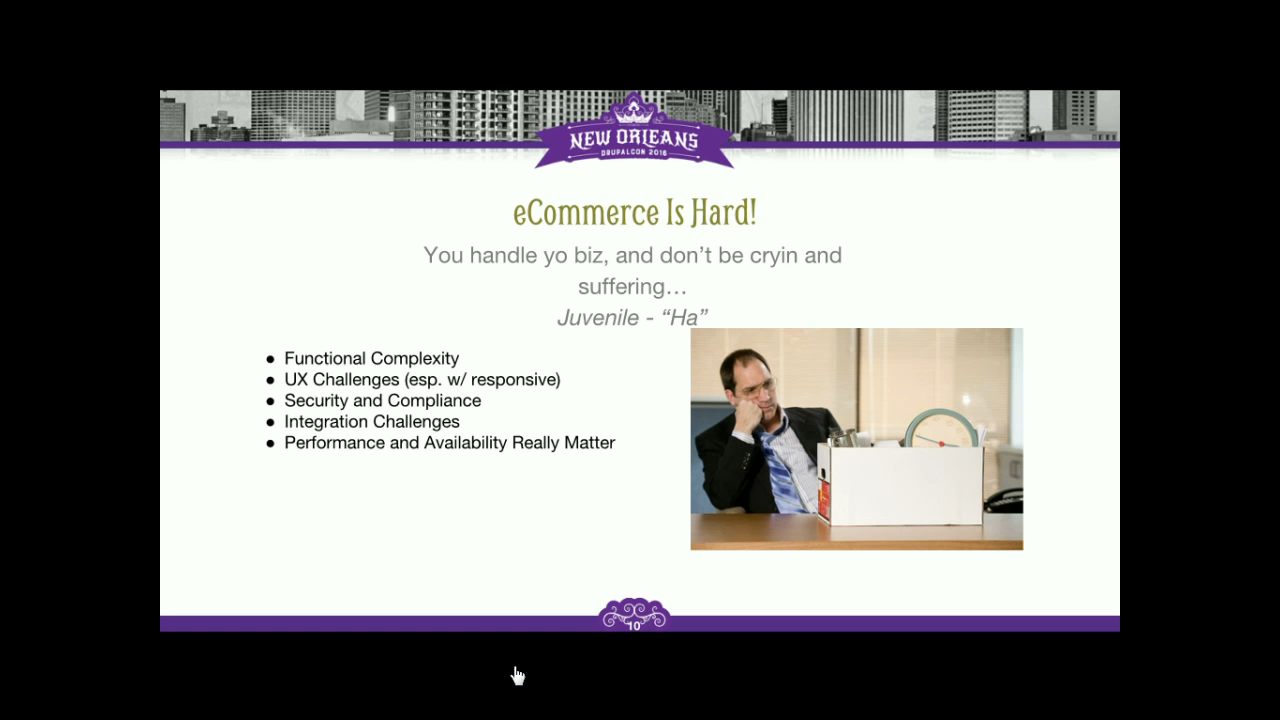 NEW ORLEANS
DRUPALCON 2016
eCommerce Is Hard!
You handle yo biz, and don’t be cryin and
suffering…
Juvenile - “Ha”
● Functional Complexity
● UX Challenges (esp. w/ responsive)
● Security and Compliance
● Integration Challenges
● Performance and Availability Really Matter
10